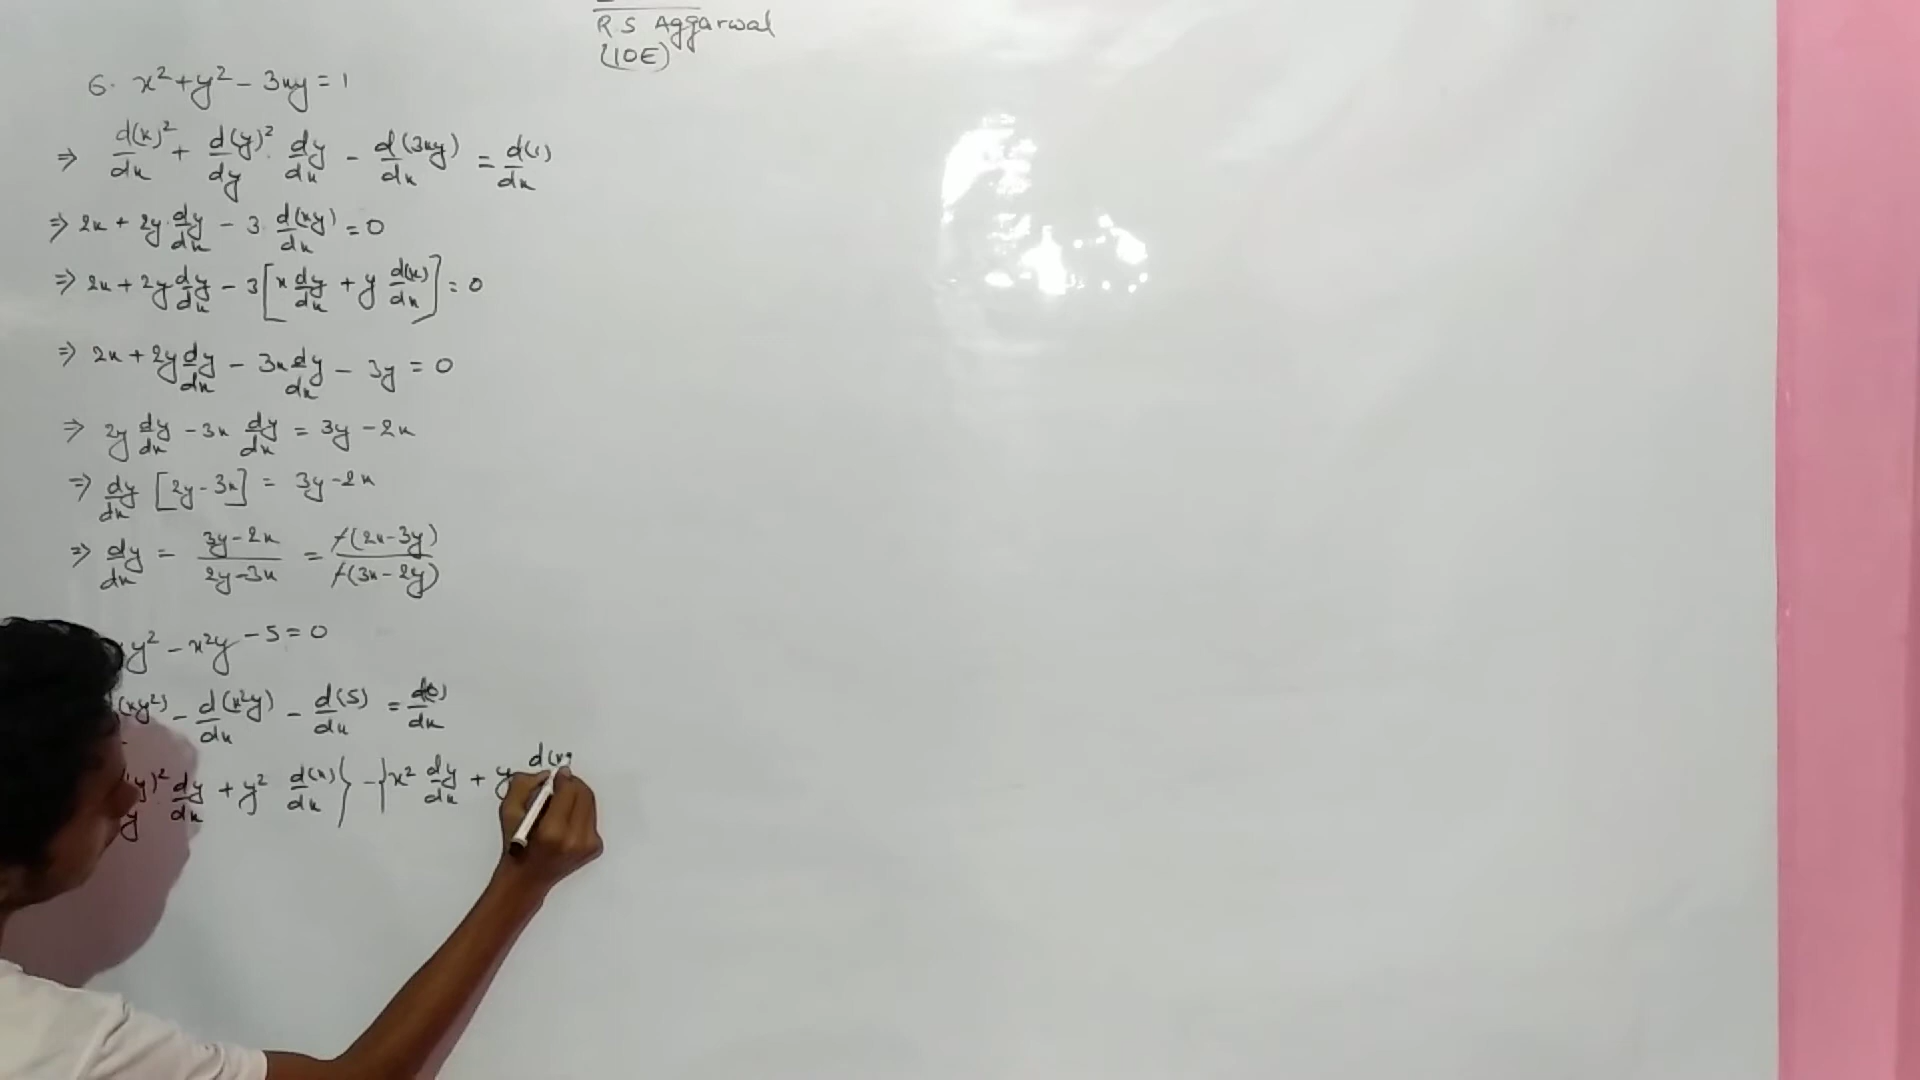 R.S Aggarwal
(10E)
6. x² + y² - 3xy = 1
⇒ d(x)²/dx + d(y)²/dy · dy/dx - d(3xy)/dx = d(1)/dx
⇒ 2x + 2y · dy/dx - 3 · d(xy)/dx = 0
⇒ 2x + 2y dy/dx - 3[x dy/dx + y d(x)/dx] = 0
⇒ 2x + 2y dy/dx - 3x dy/dx - 3y = 0
⇒ 2y dy/dx - 3x dy/dx = 3y - 2x
⇒ dy/dx [2y - 3x] = 3y - 2x
⇒ dy/dx = 3y - 2x/2y - 3x = -(2x - 3y)/-(3x - 2y)
y² - x²y - 5 = 0
(xy²) - d(x²y)/dx - d(5)/dx = d(0)/dx
y)²/y dy/dx + y² d(x)/dx} - {x² dy/dx + y d(x